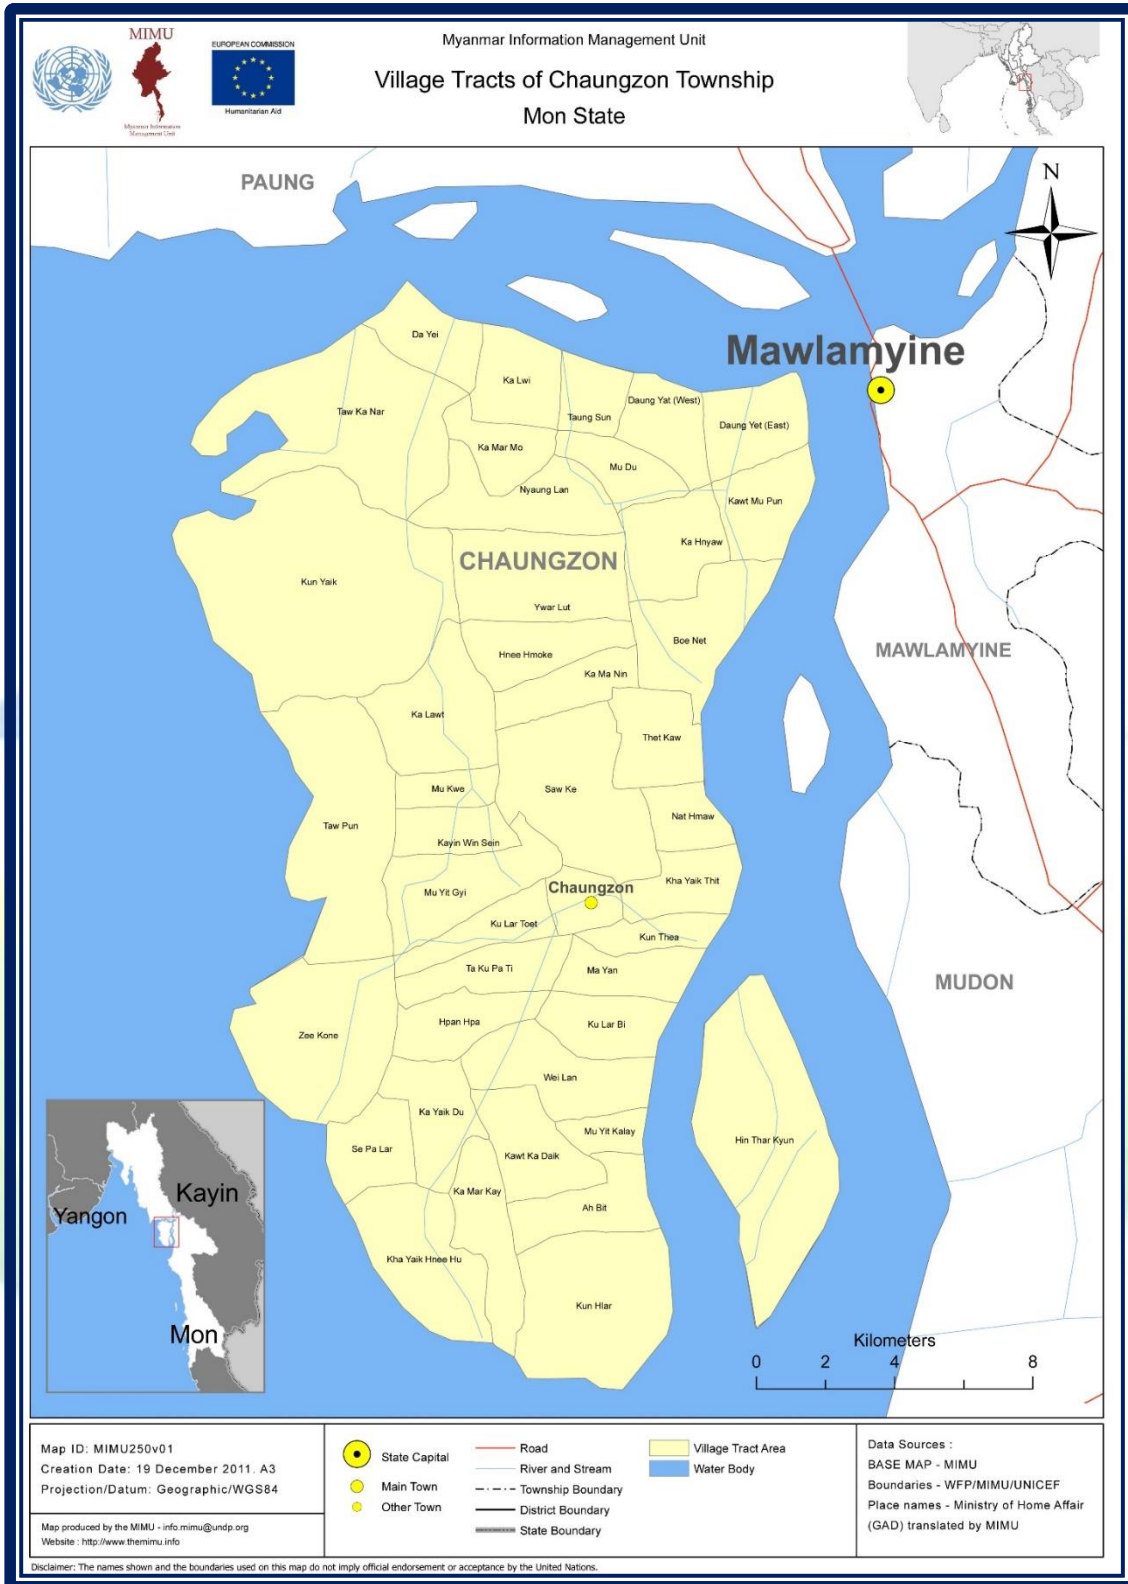 MIMU
Myanmar Information
Management Unit
EUROPEAN COMMISSION
Humanitarian Aid
Myanmar Information Management Unit
Village Tracts of Chaungzon Township
Mon State
PAUNG
N
Mawlamyine
Da Yei
Ka Lwi
Taw Ka Nar
Taung Sun
Daung Yat (West)
Daung Yet (East)
Ka Mar Mo
Mu Du
Nyaung Lan
Kawt Mu Pun
Ka Hnyaw
CHAUNGZON
Kun Yaik
Ywar Lut
Boe Net
MAWLAMYINE
Hnee Hmoke
Ka Ma Nin
Ka Lawt
Thet Kaw
Mu Kwe
Saw Ke
Nat Hmaw
Taw Pun
Kayin Win Sein
Kha Yaik Thit
Mu Yit Gyi
Chaungzon
Ku Lar Toet
Kun Thea
Ta Ku Pa Ti
Ma Yan
MUDON
Hpan Hpa
Ku Lar Bi
Zee Kone
Wei Lan
Ka Yaik Du
Mu Yit Kalay
Hin Thar Kyun
Se Pa Lar
Kawt Ka Daik
Ka Mar Kay
Ah Bit
Kha Yaik Hnee Hu
Kun Hlar
Kayin
Yangon
Mon
Kilometers
0 2 4 8
Map ID: MIMU250v01
Creation Date: 19 December 2011. A3
Projection/Datum: Geographic/WGS84
Map produced by the MIMU - info.mimu@undp.org
Website : http://www.themimu.info
State Capital
Main Town
Other Town
Road
River and Stream
Township Boundary
District Boundary
State Boundary
Village Tract Area
Water Body
Data Sources :
BASE MAP - MIMU
Boundaries - WFP/MIMU/UNICEF
Place names - Ministry of Home Affair
(GAD) translated by MIMU
Disclaimer: The names shown and the boundaries used on this map do not imply official endorsement or acceptance by the United Nations.